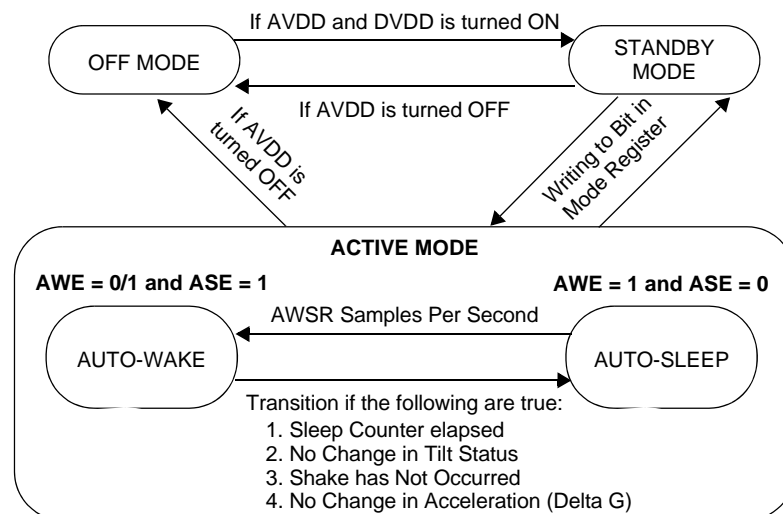 If AVDD and DVDD is turned ON
OFF MODE
STANDBY
MODE
If AVDD is turned OFF
If AVDD is
turned OFF
Writing to Bit in
Mode Register
ACTIVE MODE
AWE = 0/1 and ASE = 1
AWE = 1 and ASE = 0
AWSR Samples Per Second
AUTO-WAKE
AUTO-SLEEP
Transition if the following are true:
1. Sleep Counter elapsed
2. No Change in Tilt Status
3. Shake has Not Occurred
4. No Change in Acceleration (Delta G)